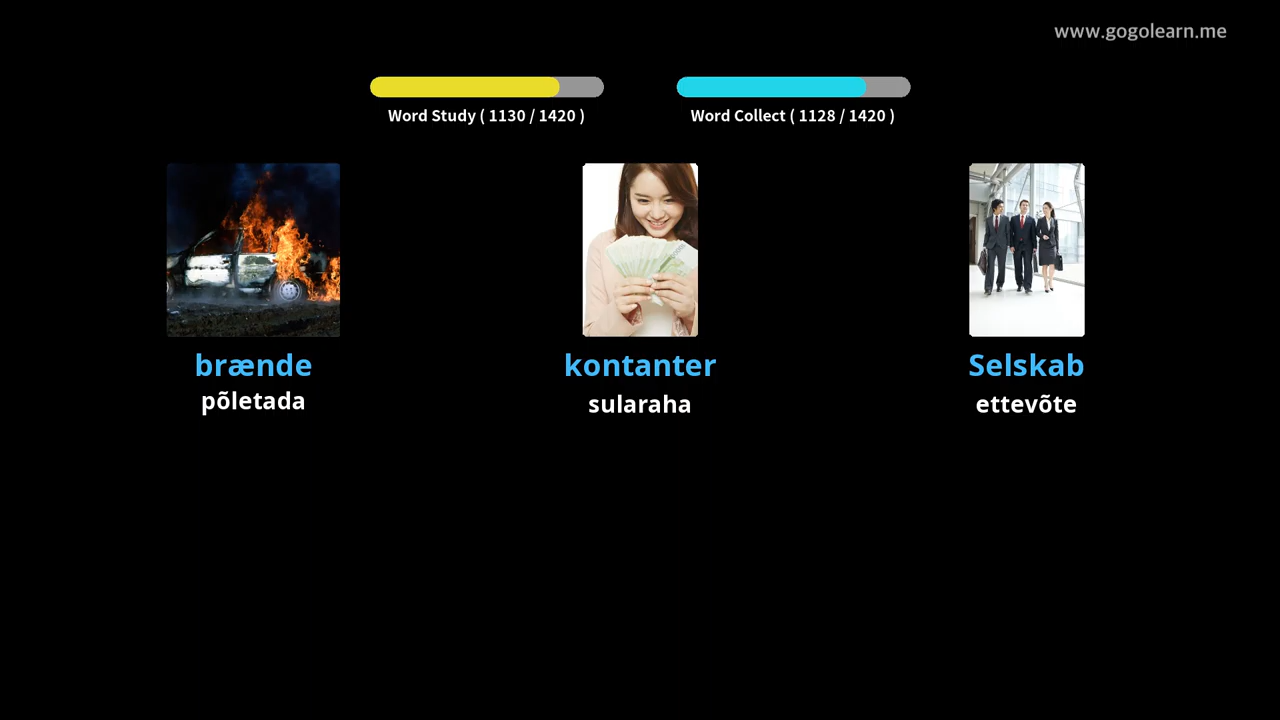 www.gogolearn.me
Word Study ( 1130 / 1420 )
Word Collect ( 1128 / 1420 )
brænde
kontanter
Selskab
põletada
sularaha
ettevõte